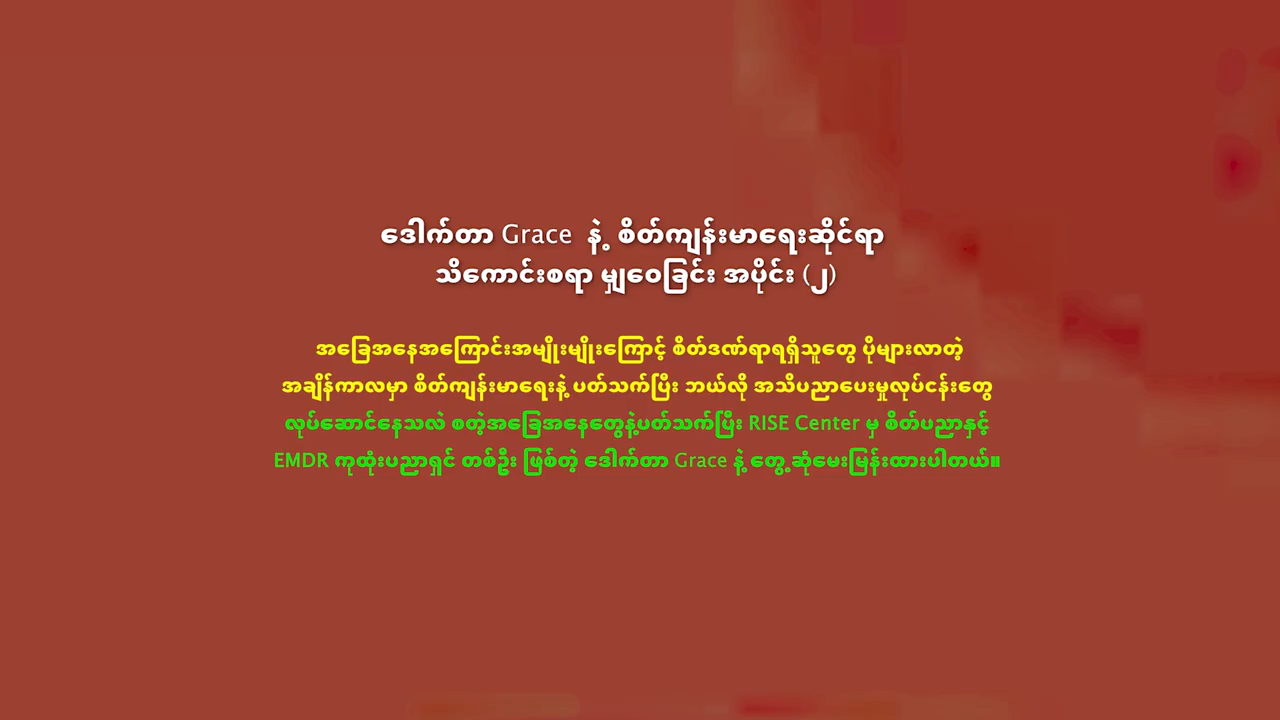 ဒေါက်တာ Grace နဲ့ စိတ်ကျန်းမာရေးဆိုင်ရာ
သိကောင်းစရာ မျှဝေခြင်း အပိုင်း (၂)
အခြေအနေအကြောင်းအမျိုးမျိုးကြောင့် စိတ်ဒဏ်ရာရရှိသူတွေ ပိုများလာတဲ့
အချိန်ကာလမှာ စိတ်ကျန်းမာရေးနဲ့ ပတ်သက်ပြီး ဘယ်လို အသိပညာပေးမှုလုပ်ငန်းတွေ
လုပ်ဆောင်နေသလဲ စတဲ့အခြေအနေတွေနဲ့ပတ်သက်ပြီး RISE Center မှ စိတ်ပညာနှင့်
EMDR ကုထုံးပညာရှင် တစ်ဦး ဖြစ်တဲ့ ဒေါက်တာ Grace နဲ့ တွေ့ဆုံမေးမြန်းထားပါတယ်။